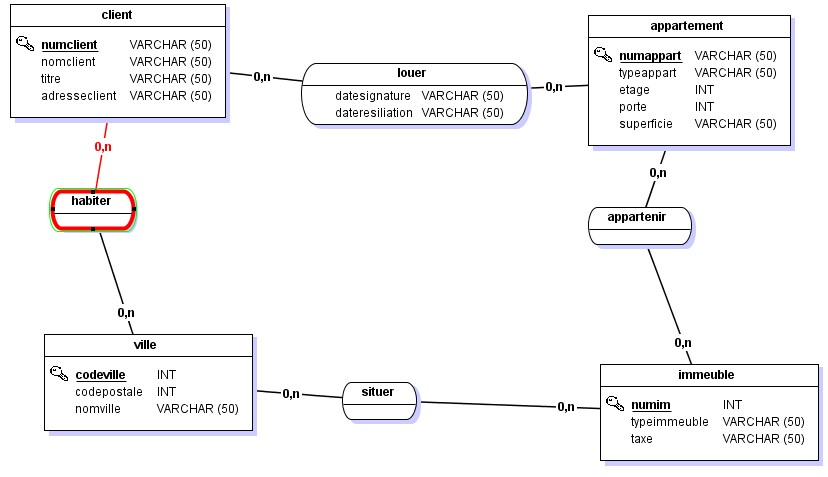 client
numclient VARCHAR (50)
nomclient VARCHAR (50)
titre VARCHAR (50)
adresseclient VARCHAR (50)
0,n
louer
datesignature VARCHAR (50)
dateresiliation VARCHAR (50)
0,n
appartement
numappart VARCHAR (50)
typeappart VARCHAR (50)
etage INT
porte INT
superficie VARCHAR (50)
0,n
habiter
0,n
0,n
appartenir
0,n
ville
codeville INT
codepostale INT
nomville VARCHAR (50)
0,n
situer
0,n
immeuble
numim INT
typeimmeuble VARCHAR (50)
taxe VARCHAR (50)